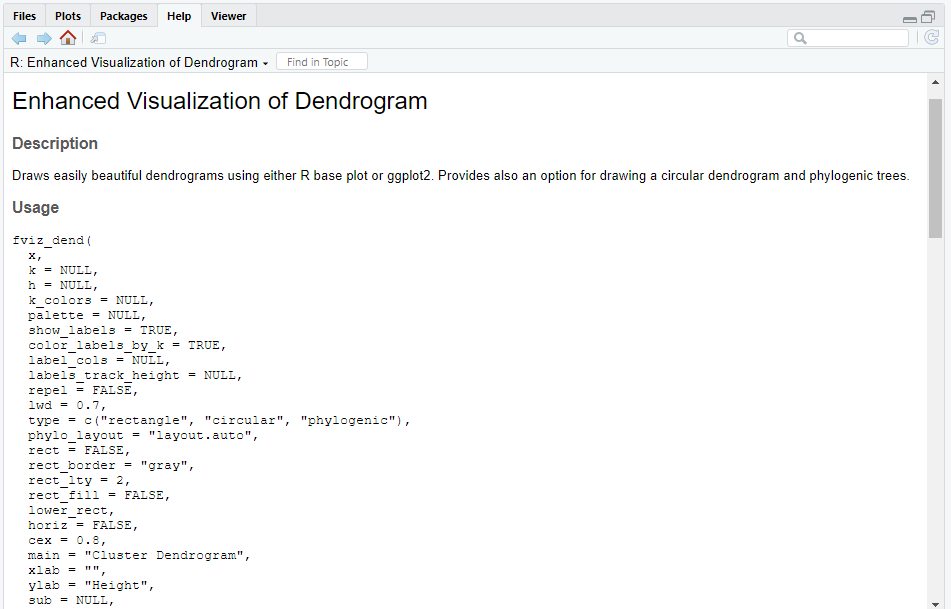 Files Plots Packages Help Viewer
R: Enhanced Visualization of Dendrogram Find in Topic
Enhanced Visualization of Dendrogram
Description
Draws easily beautiful dendrograms using either R base plot or ggplot2. Provides also an option for drawing a circular dendrogram and phylogenic trees.
Usage
fviz_dend(
x,
k = NULL,
h = NULL,
k_colors = NULL,
palette = NULL,
show_labels = TRUE,
color_labels_by_k = TRUE,
label_cols = NULL,
labels_track_height = NULL,
repel = FALSE,
lwd = 0.7,
type = c("rectangle", "circular", "phylogenic"),
phylo_layout = "layout.auto",
rect = FALSE,
rect_border = "gray",
rect_lty = 2,
rect_fill = FALSE,
lower_rect,
horiz = FALSE,
cex = 0.8,
main = "Cluster Dendrogram",
xlab = "",
ylab = "Height",
sub = NULL,